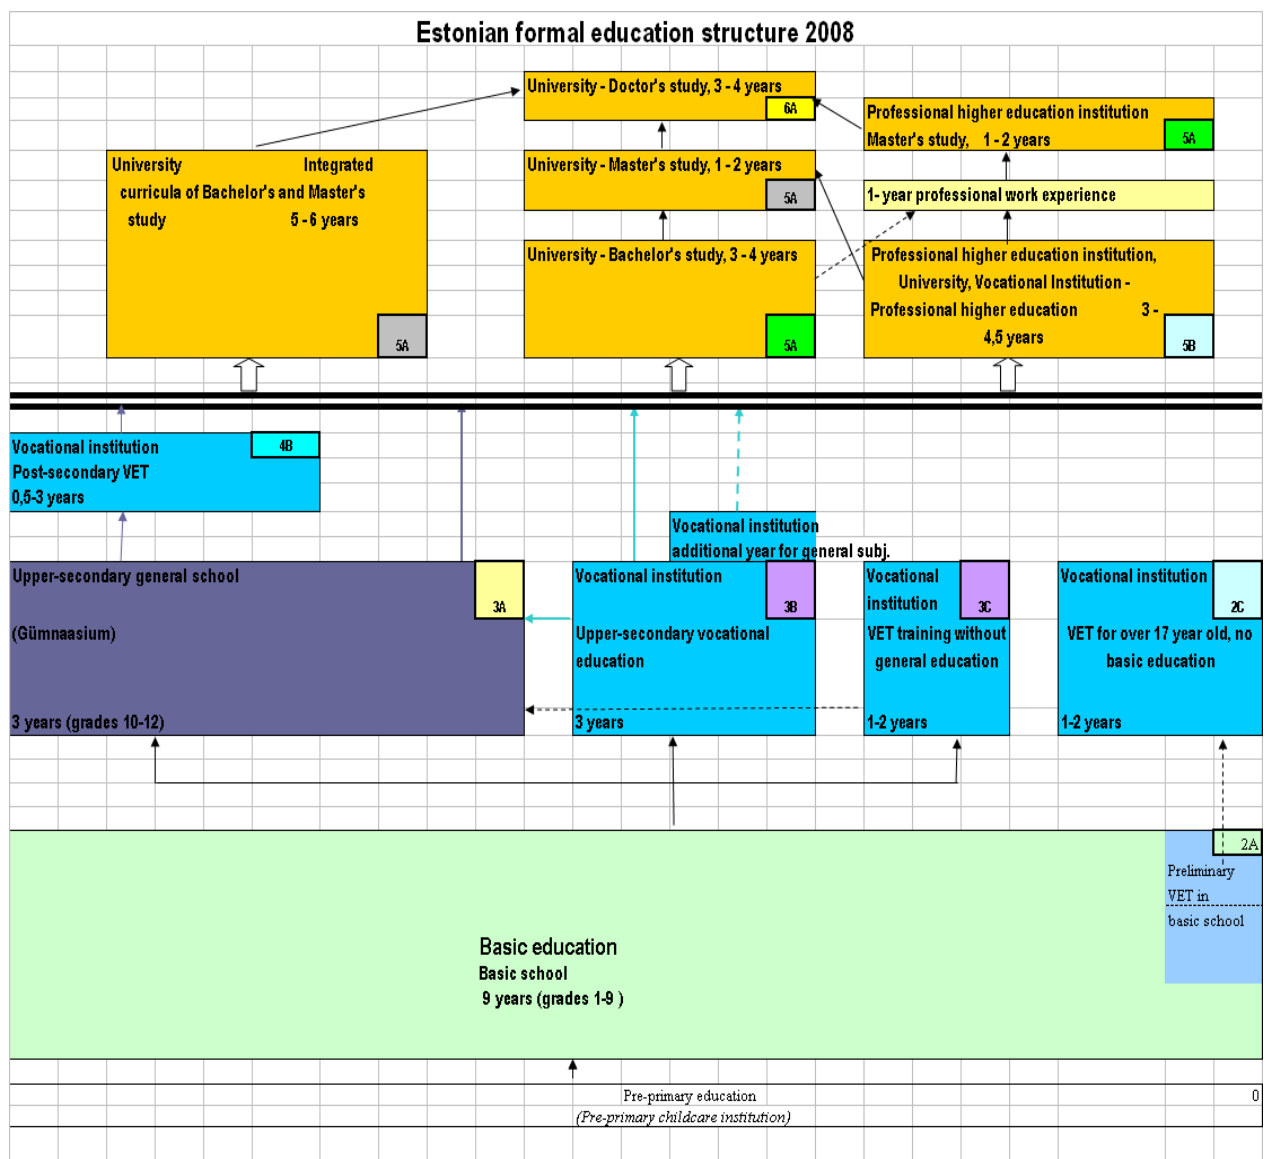 Estonian formal education structure 2008
University - Doctor's study, 3 - 4 years
6A
Professional higher education institution
Master's study, 1 - 2 years
5A
University Integrated
curricula of Bachelor's and Master's
study 5 - 6 years
5A
University - Master's study, 1 - 2 years
5A
1- year professional work experience
University - Bachelor's study, 3 - 4 years
5A
Professional higher education institution,
University, Vocational Institution -
Professional higher education 3 -
4,5 years
5B
Vocational institution
Post-secondary VET
0,5-3 years
4B
Vocational institution
additional year for general subj.
Upper-secondary general school
(Gümnaasium)
3 years (grades 10-12)
3A
Vocational institution
Upper-secondary vocational
education
3 years
3B
Vocational
institution
VET training without
general education
1-2 years
3C
Vocational institution
VET for over 17 year old, no
basic education
1-2 years
2C
2A
Preliminary
VET in
basic school
Basic education
Basic school
9 years (grades 1-9 )
Pre-primary education
0
(Pre-primary childcare institution)